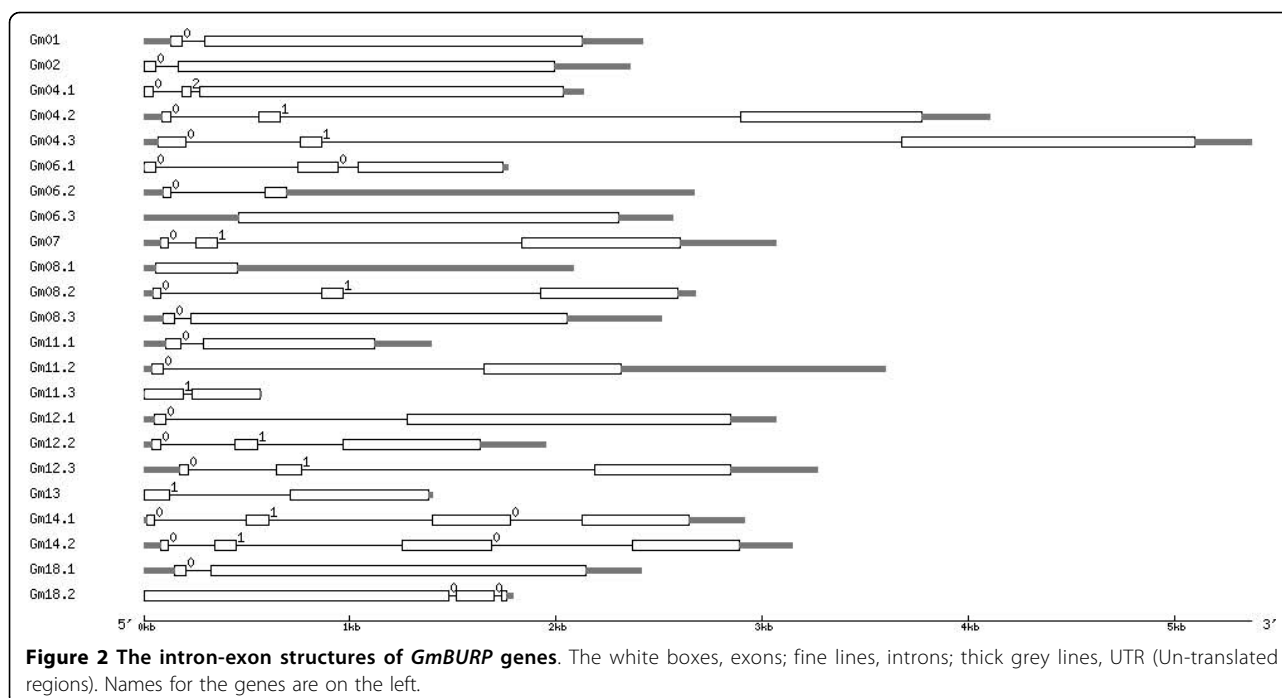 Gm01 0
Gm02 0
Gm04.1 0 2
Gm04.2 0 1
Gm04.3 0 1
Gm06.1 0 0
Gm06.2 0
Gm06.3
Gm07 0 1
Gm08.1
Gm08.2 0 1
Gm08.3 0
Gm11.1 0
Gm11.2 0
Gm11.3 1
Gm12.1 0
Gm12.2 0 1
Gm12.3 0 1
Gm13 1
Gm14.1 0 1 0
Gm14.2 0 1 0
Gm18.1 0
Gm18.2 0 0
5′ 0kb 1kb 2kb 3kb 4kb 5kb 3′
Figure 2 The intron-exon structures of GmBURP genes. The white boxes, exons; fine lines, introns; thick grey lines, UTR (Un-translated
regions). Names for the genes are on the left.